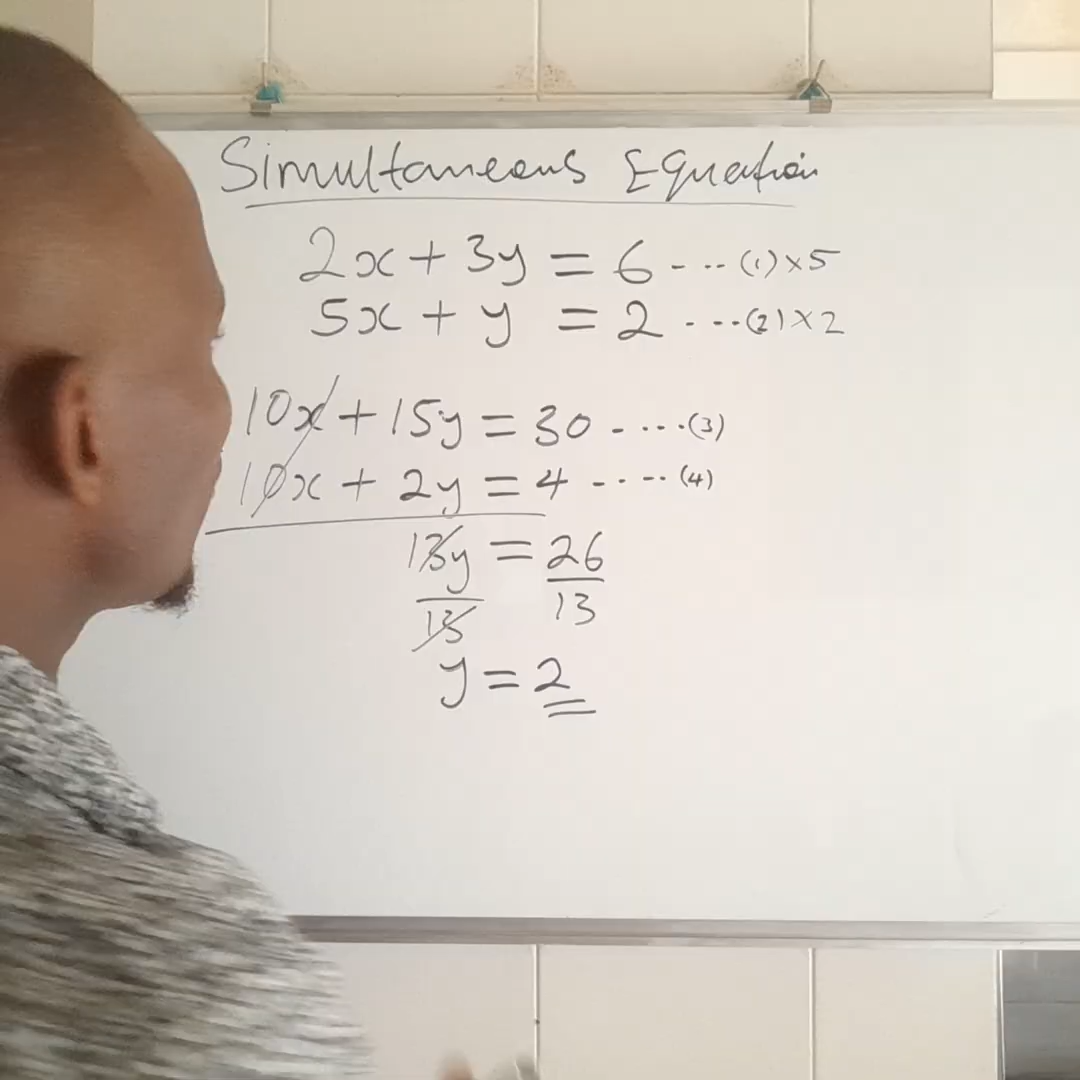 Simultaneous Equation
2x + 3y = 6 - - - (1) x 5
5x + y = 2 - - - - (2) x 2
10x + 15y = 30 - - - - - (3)
10x + 2y = 4 - - - - - (4)
13y = 26
13 13
y = 2